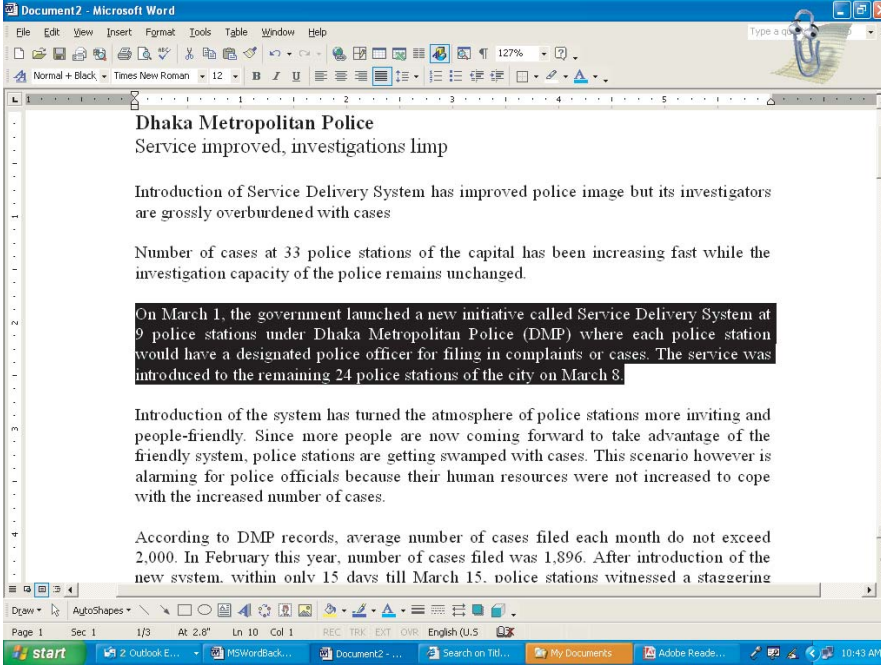 Document2 - Microsoft Word
File Edit View Insert Format Tools Table Window Help
127%
Normal + Black, Times New Roman 12 B I U
1 2 3 4 5
Dhaka Metropolitan Police
Service improved, investigations limp
Introduction of Service Delivery System has improved police image but its investigators
are grossly overburdened with cases
Number of cases at 33 police stations of the capital has been increasing fast while the
investigation capacity of the police remains unchanged.
On March 1, the government launched a new initiative called Service Delivery System at
9 police stations under Dhaka Metropolitan Police (DMP) where each police station
would have a designated police officer for filing in complaints or cases. The service was
introduced to the remaining 24 police stations of the city on March 8.
Introduction of the system has turned the atmosphere of police stations more inviting and
people-friendly. Since more people are now coming forward to take advantage of the
friendly system, police stations are getting swamped with cases. This scenario however is
alarming for police officials because their human resources were not increased to cope
with the increased number of cases.
According to DMP records, average number of cases filed each month do not exceed
2,000. In February this year, number of cases filed was 1,896. After introduction of the
new system, within only 15 days till March 15, police stations witnessed a staggering
Draw AutoShapes
Page 1 Sec 1 1/3 At 2.8" Ln 10 Col 1 REC TRK EXT OVR English (U.S
start 2 Outlook E... MSWordBack... Document2 - ... Search on Titl... My Documents Adobe Reade... 10:43 AM